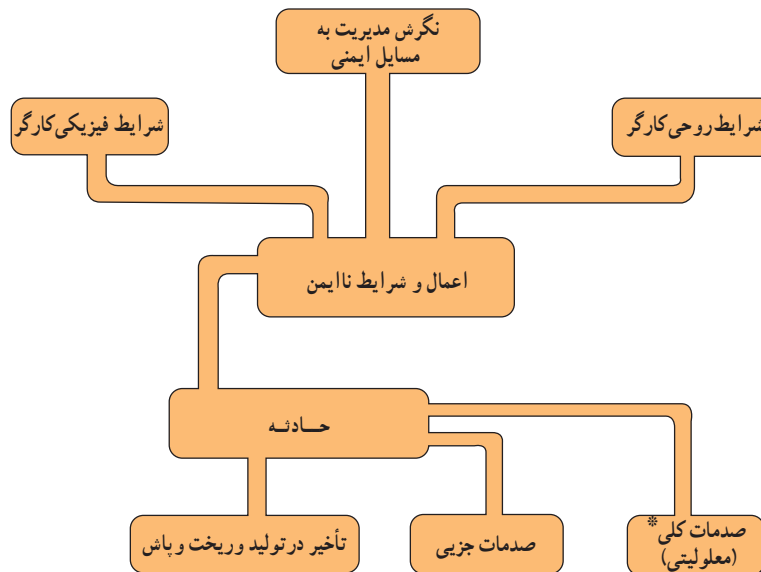 نگرش مدیریت به
مسایل ایمنی
شرایط روحی کارگر
شرایط فیزیکی کارگر
اعمال و شرایط ناایمن
حـــادثـه
صدمات کلی*
(معلولیتی)
صدمات جزیی
تأخیر در تولید و ریخت و پاش